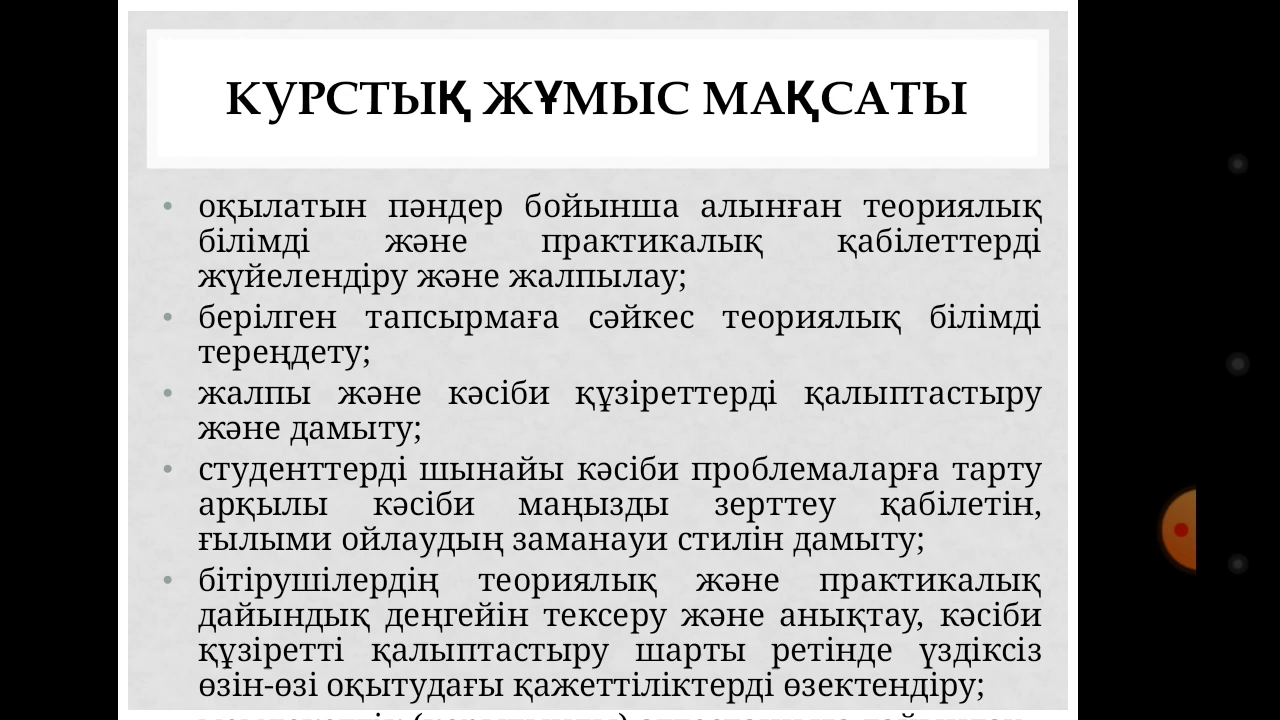 КУРСТЫҚ ЖҰМЫС МАҚСАТЫ
• оқылатын пәндер бойынша алынған теориялық
білімді және практикалық қабілеттерді
жүйелендіру және жалпылау;
• берілген тапсырмаға сәйкес теориялық білімді
тереңдету;
• жалпы және кәсіби құзіреттерді қалыптастыру
және дамыту;
• студенттерді шынайы кәсіби проблемаларға тарту
арқылы кәсіби маңызды зерттеу қабілетін,
ғылыми ойлаудың заманауи стилін дамыту;
• бітірушілердің теориялық және практикалық
дайындық деңгейін тексеру және анықтау, кәсіби
құзіретті қалыптастыру шарты ретінде үздіксіз
өзін-өзі оқытудағы қажеттіліктерді өзектендіру;